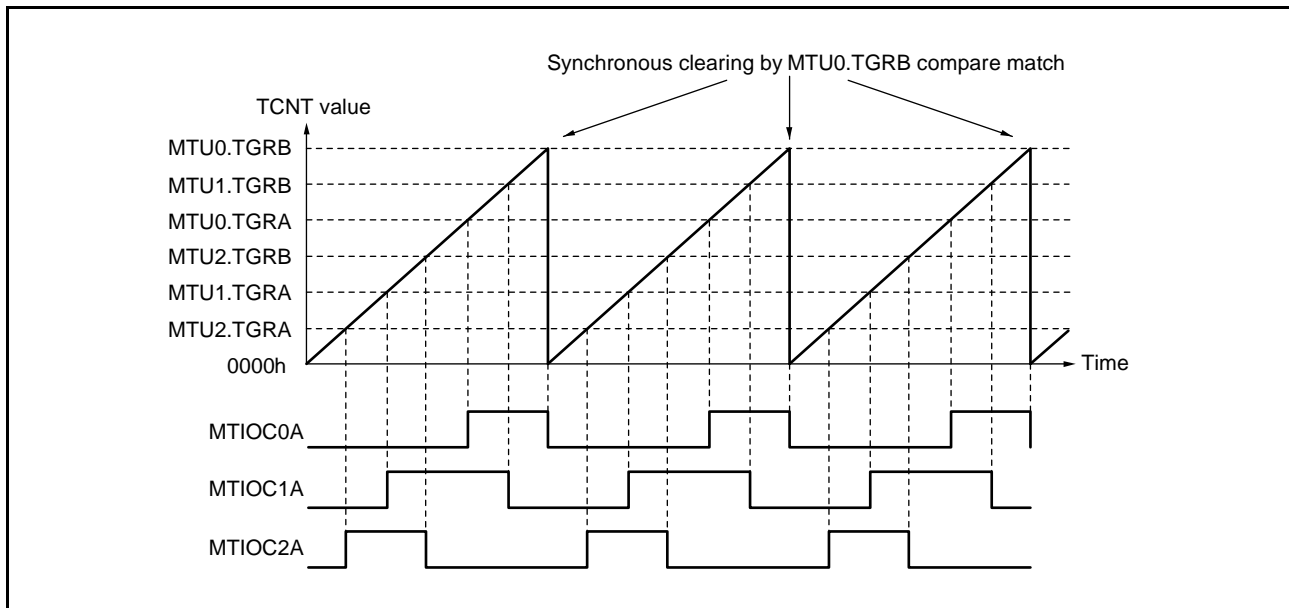 Synchronous clearing by MTU0.TGRB compare match
TCNT value
MTU0.TGRB
MTU1.TGRB
MTU0.TGRA
MTU2.TGRB
MTU1.TGRA
MTU2.TGRA
0000h
Time
MTIOC0A
MTIOC1A
MTIOC2A